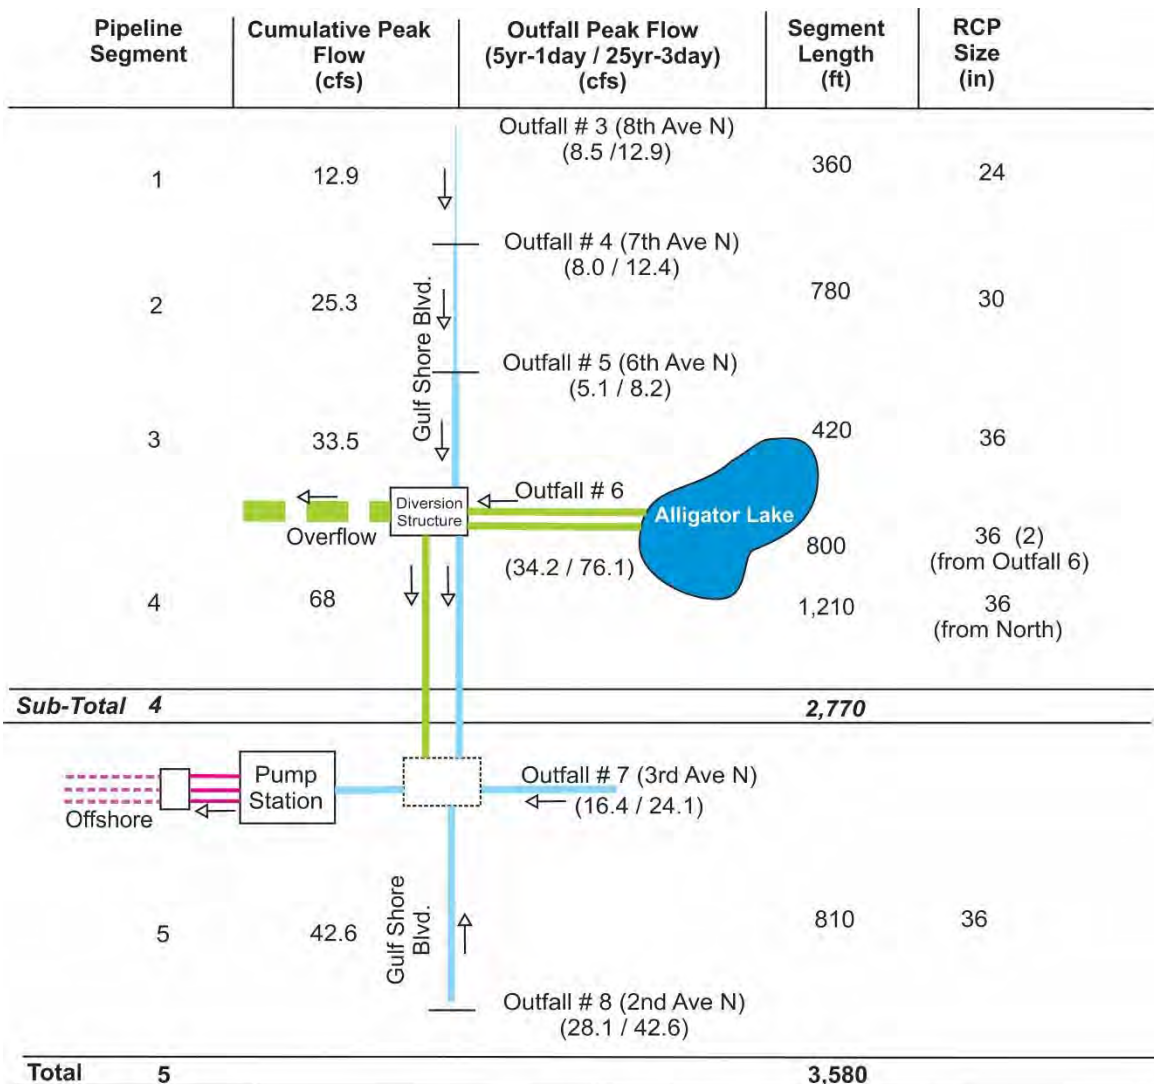 Pipeline Segment
Cumulative Peak Flow (cfs)
Outfall Peak Flow (5yr-1day / 25yr-3day) (cfs)
Segment Length (ft)
RCP Size (in)
Outfall # 3 (8th Ave N)
(8.5 /12.9)
1
12.9
360
24
Outfall # 4 (7th Ave N)
(8.0 / 12.4)
2
25.3
780
30
Gulf Shore Blvd.
Outfall # 5 (6th Ave N)
(5.1 / 8.2)
3
33.5
420
36
Outfall # 6
Diversion
Structure
Alligator Lake
Overflow
(34.2 / 76.1)
800
36 (2)
(from Outfall 6)
4
68
1,210
36
(from North)
Sub-Total 4
2,770
Pump
Station
Outfall # 7 (3rd Ave N)
(16.4 / 24.1)
Offshore
Gulf Shore
Blvd.
5
42.6
810
36
Outfall # 8 (2nd Ave N)
(28.1 / 42.6)
Total 5
3,580